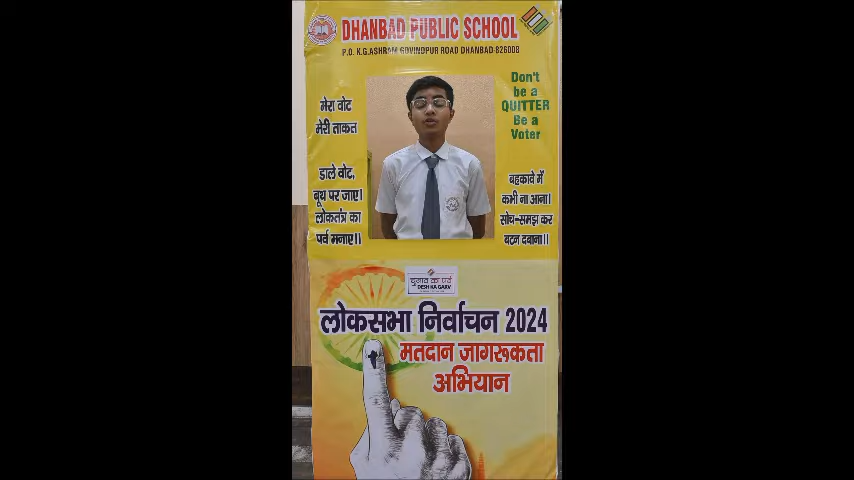 DHANBAD PUBLIC SCHOOL
P.O. K.G.ASHRAM GOVINDPUR ROAD DHANBAD-826008
मेरा वोट
मेरी ताकत
डाले वोट,
बूथ पर जाए।
लोकतंत्र का
पर्व मनाए॥
Don't
be a
QUITTER
Be a
Voter
बहकावे में
कभी ना आना।
सोच-समझ कर
बटन दबाना॥
चुनाव का पर्व
DESH KA GARV
लोकसभा निर्वाचन 2024
मतदान जागरूकता
अभियान